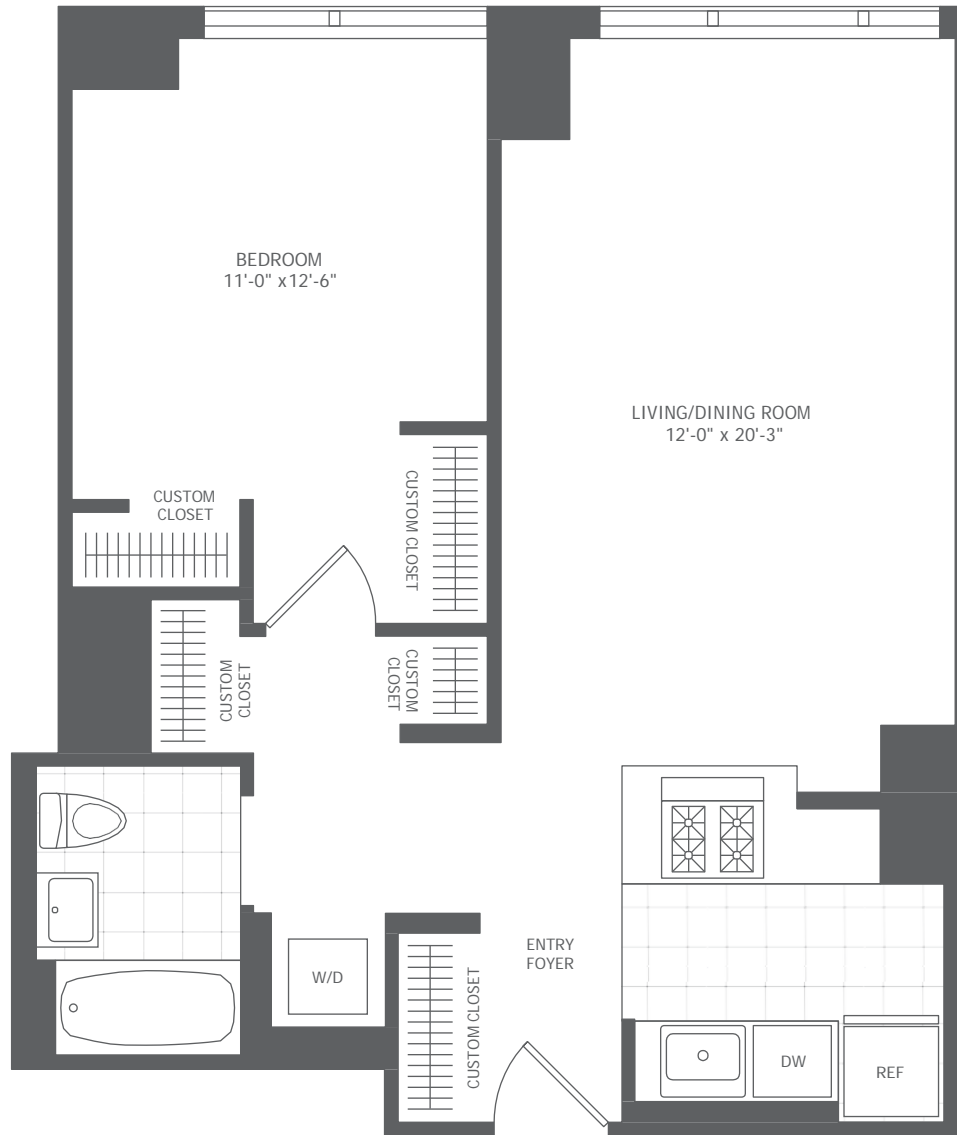 BEDROOM
11'-0" x12'-6"
LIVING/DINING ROOM
12'-0" x 20'-3"
CUSTOM
CLOSET
CUSTOM CLOSET
CUSTOM
CLOSET
CUSTOM
CLOSET
ENTRY
FOYER
W/D
CUSTOM CLOSET
DW
REF